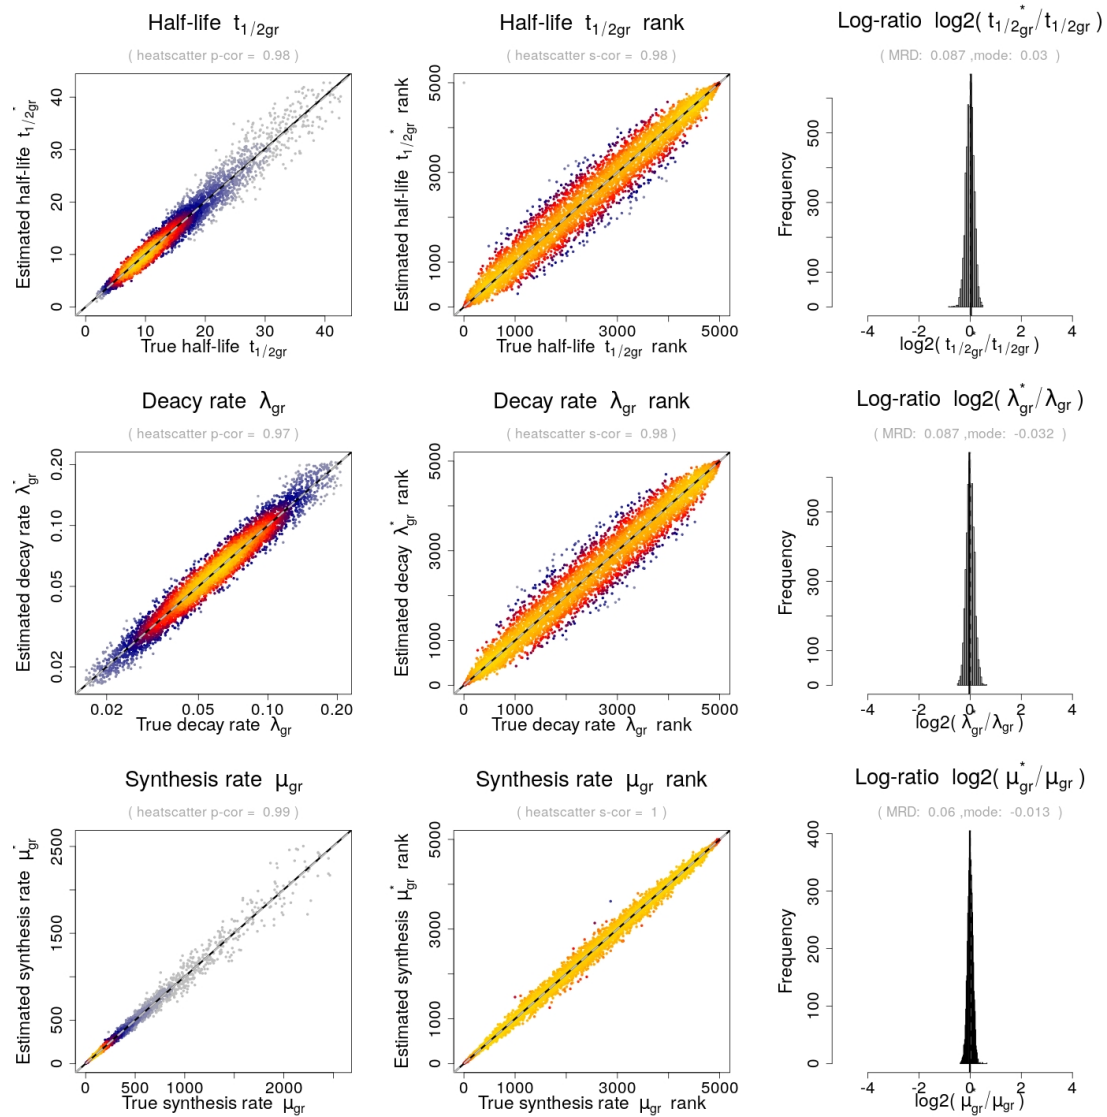 Half-life t1/2gr
( heatscatter p-cor = 0.98 )
Estimated half-life t*1/2gr
0 10 20 30 40
0 10 20 30 40
True half-life t1/2gr
Half-life t1/2gr rank
( heatscatter s-cor = 0.98 )
Estimated half-life t*1/2gr rank
0 1000 3000 5000
0 1000 3000 5000
True half-life t1/2gr rank
Log-ratio log2( t*1/2gr/t1/2gr )
( MRD: 0.087 ,mode: 0.03 )
Frequency
0 100 300 500
-4 -2 0 2 4
log2( t1/2gr/t1/2gr )
Deacy rate λgr
( heatscatter p-cor = 0.97 )
Estimated decay rate λ*gr
0.02 0.05 0.10 0.20
0.02 0.05 0.10 0.20
True decay rate λgr
Decay rate λgr rank
( heatscatter s-cor = 0.98 )
Estimated decay λ*gr rank
0 1000 3000 5000
0 1000 3000 5000
True decay rate λgr rank
Log-ratio log2( λ*gr/λgr )
( MRD: 0.087 ,mode: -0.032 )
Frequency
0 100 300 500
-4 -2 0 2 4
log2( λgr/λgr )
Synthesis rate μgr
( heatscatter p-cor = 0.99 )
Estimated synthesis rate μ*gr
0 500 1500 2500
0 500 1000 2000
True synthesis rate μgr
Synthesis rate μgr rank
( heatscatter s-cor = 1 )
Estimated synthesis μ*gr rank
0 1000 3000 5000
0 1000 3000 5000
True synthesis rate μgr rank
Log-ratio log2( μ*gr/μgr )
( MRD: 0.06 ,mode: -0.013 )
Frequency
0 100 200 300 400
-4 -2 0 2 4
log2( μgr/μgr )